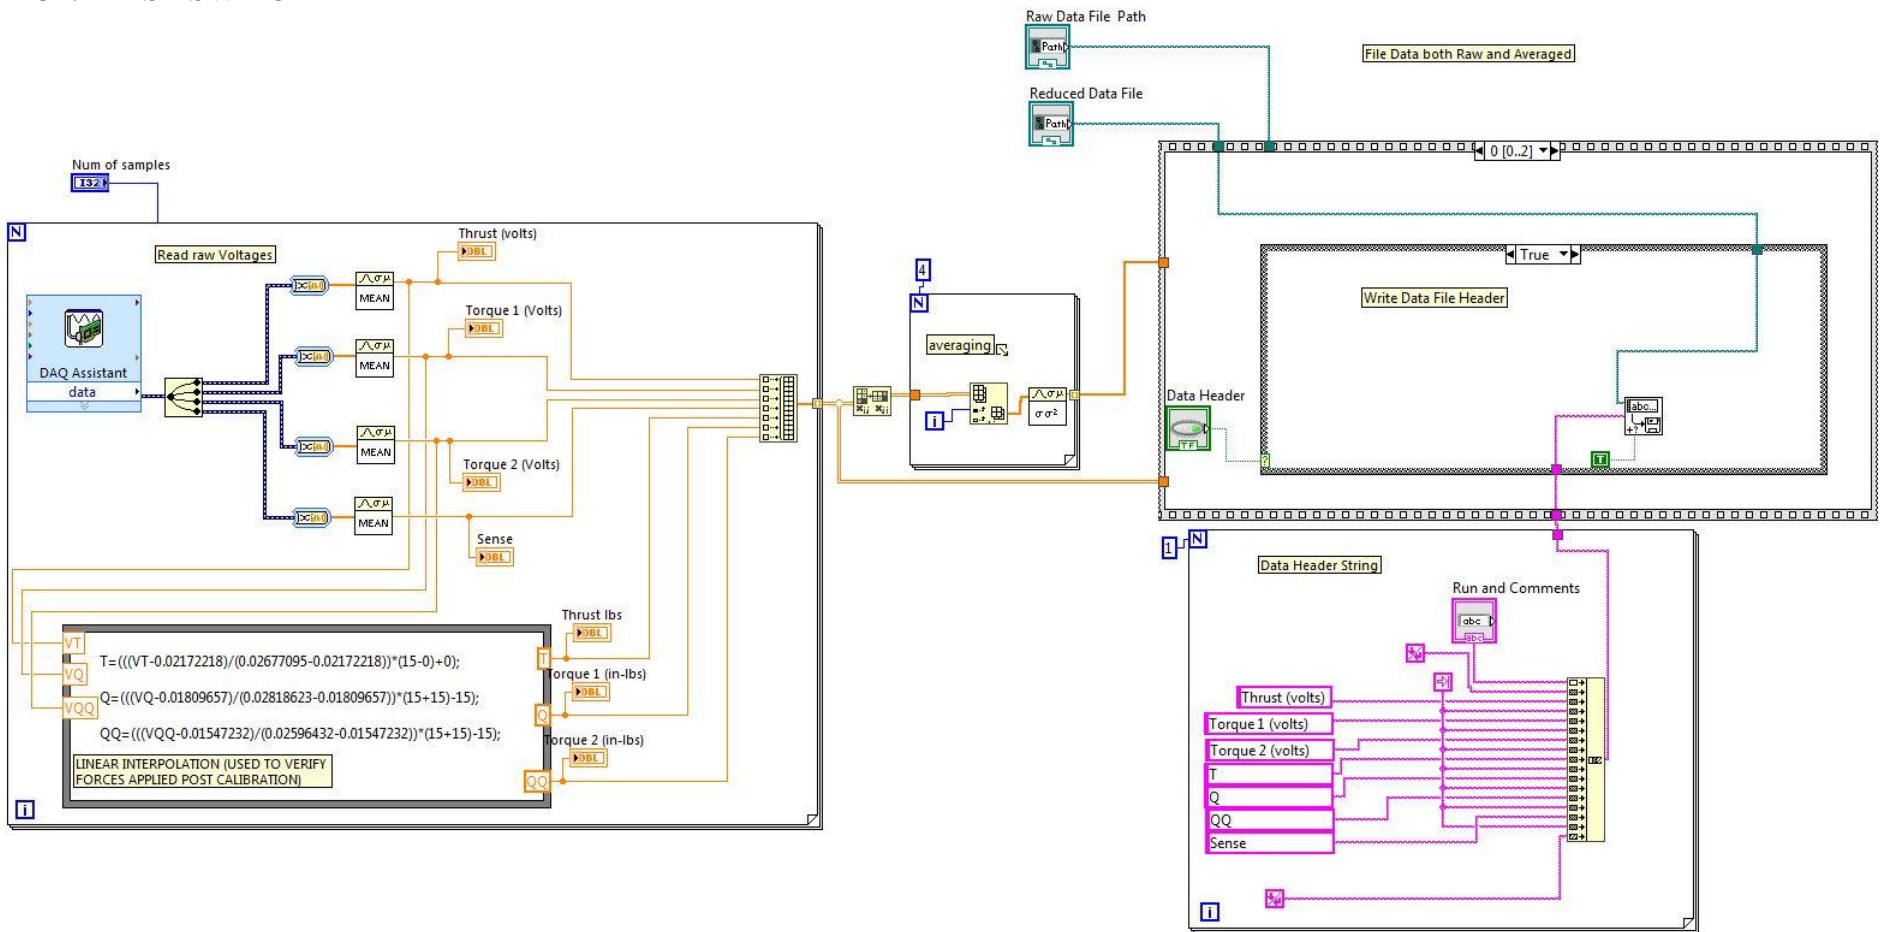 Raw Data File Path
Path
File Data both Raw and Averaged
Reduced Data File
Path
0 [0..2]
Num of samples
I32
N
Read raw Voltages
Thrust (volts)
DBL
True
4
N
MEAN
Write Data File Header
Torque 1 (Volts)
DBL
averaging
MEAN
DAQ Assistant
data
Data Header
TF
abc...
i
σσ²
MEAN
Torque 2 (Volts)
DBL
?
T
MEAN
Sense
DBL
1
N
Data Header String
Run and Comments
abc
abc
Thrust lbs
DBL
VT
T=(((VT-0.02172218)/(0.02677095-0.02172218))*(15-0)+0);
T
Torque 1 (in-lbs)
DBL
VQ
Q=(((VQ-0.01809657)/(0.02818623-0.01809657))*(15+15)-15);
VQQ
Q
QQ=(((VQQ-0.01547232)/(0.02596432-0.01547232))*(15+15)-15);
Torque 2 (in-lbs)
DBL
LINEAR INTERPOLATION (USED TO VERIFY
FORCES APPLIED POST CALIBRATION)
QQ
i
Thrust (volts)
Torque 1 (volts)
Torque 2 (volts)
T
Q
QQ
Sense
i